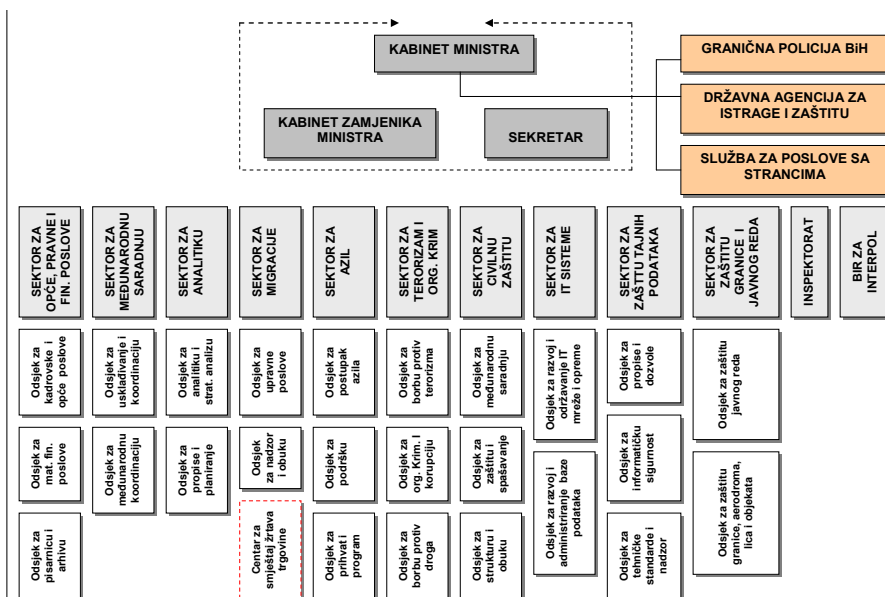 KABINET MINISTRA
GRANIČNA POLICIJA BiH
DRŽAVNA AGENCIJA ZA
ISTRAGE I ZAŠTITU
KABINET ZAMJENIKA
MINISTRA
SEKRETAR
SLUŽBA ZA POSLOVE SA
STRANCIMA
SEKTOR ZA
OPĆE, PRAVNE I
FIN. POSLOVE
SEKTOR ZA
MEĐUNARODNU
SARADNJU
SEKTOR ZA
ANALITIKU
SEKTOR ZA
MIGRACIJE
SEKTOR ZA
AZIL
SEKTOR ZA
TERORIZAM I
ORG. KRIM
SEKTOR ZA
CIVILNU
ZAŠTITU
SEKTOR ZA
IT SISTEME
SEKTOR ZA
ZAŠTTU TAJNIH
PODATAKA
SEKTOR ZA
ZAŠTITU
GRANICE I
JAVNOG REDA
INSPEKTORAT
BIR ZA
INTERPOL
Odsjek za
kadrovske i
opće poslove
Odsjek za
usklađivanje i
koordinaciju
Odsjek za
analitiku i
strat. analizu
Odsjek za
upravne
poslove
Odsjek za
postupak
azila
Odsjek za
borbu protiv
terorizma
Odsjek za
međunarodnu
saradnju
Odsjek za razvoj i
održavanje IT
mreže i opreme
Odsjek za
propise i
dozvole
Odsjek za zaštitu
javnog reda
Odsjek za
mat. fin.
poslove
Odsjek za
međunarodnu
koordinaciju
Odsjek za
propise i
planiranje
Odsjek
za nadzor
i obuku
Odsjek za
podršku
Odsjek za
org. Krim. I
korupciju
Odsjek za
zaštitu i
spašavanje
Odsjek za razvoj i
administriranje baze
podataka
Odsjek za
informatičku
sigurnost
Odsjek za zaštitu
granice, aerodroma,
lica i objekata
Odsjek za
pisarnicu i
arhivu
Centar za
smještaj žrtava
trgovine
Odsjek za
prihvat i
program
Odsjek za
borbu protiv
droga
Odsjek za
strukturu i
obuku
Odsjek za
tehničke
standarde i
nadzor